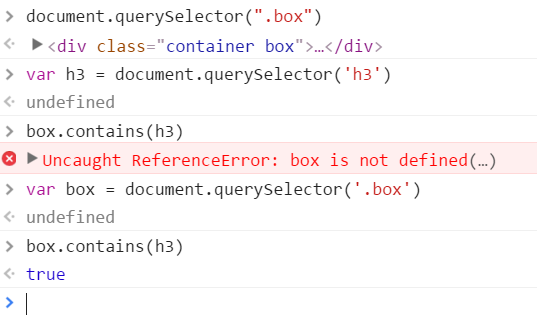 document.querySelector(".box")
<div class="container box">…</div>
var h3 = document.querySelector('h3')
undefined
box.contains(h3)
Uncaught ReferenceError: box is not defined(…)
var box = document.querySelector('.box')
undefined
box.contains(h3)
true